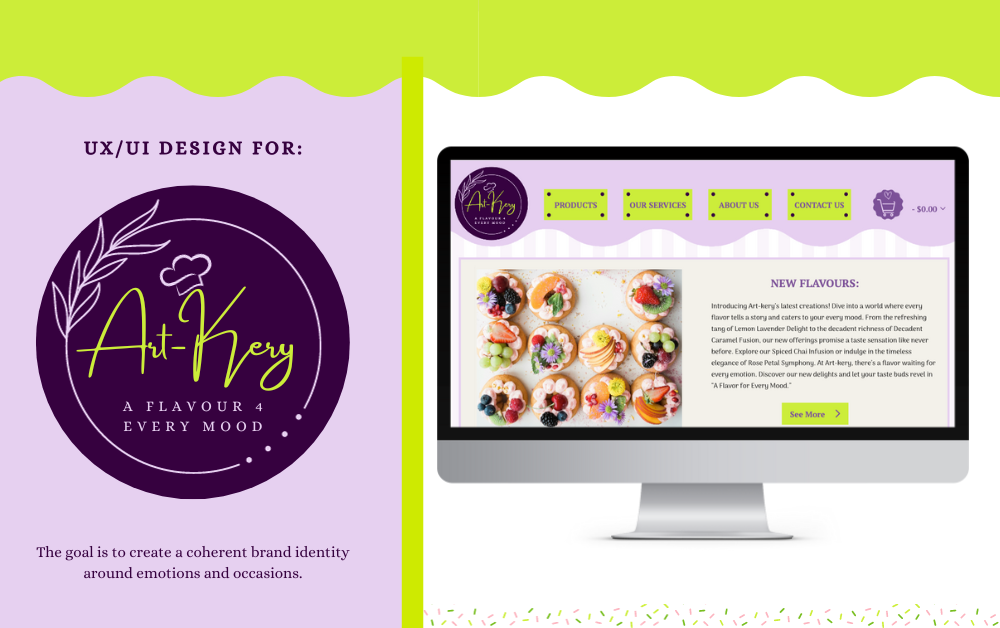 UX/UI DESIGN FOR:
Art-Kery
A FLAVOUR 4
EVERY MOOD
The goal is to create a coherent brand identity
around emotions and occasions.
Art-Kery
A FLAVOUR 4
EVERY MOOD
PRODUCTS
OUR SERVICES
ABOUT US
CONTACT US
- $0.00
NEW FLAVOURS:
Introducing Art-kery's latest creations! Dive into a world where every
flavor tells a story and caters to your every mood. From the refreshing
tang of Lemon Lavender Delight to the decadent richness of Decadent
Caramel Fusion, our new offerings promise a taste sensation like never
before. Explore our Spiced Chai Infusion or indulge in the timeless
elegance of Rose Petal Symphony. At Art-kery, there's a flavor waiting for
every emotion. Discover our new delights and let your taste buds revel in
"A Flavor for Every Mood."
See More